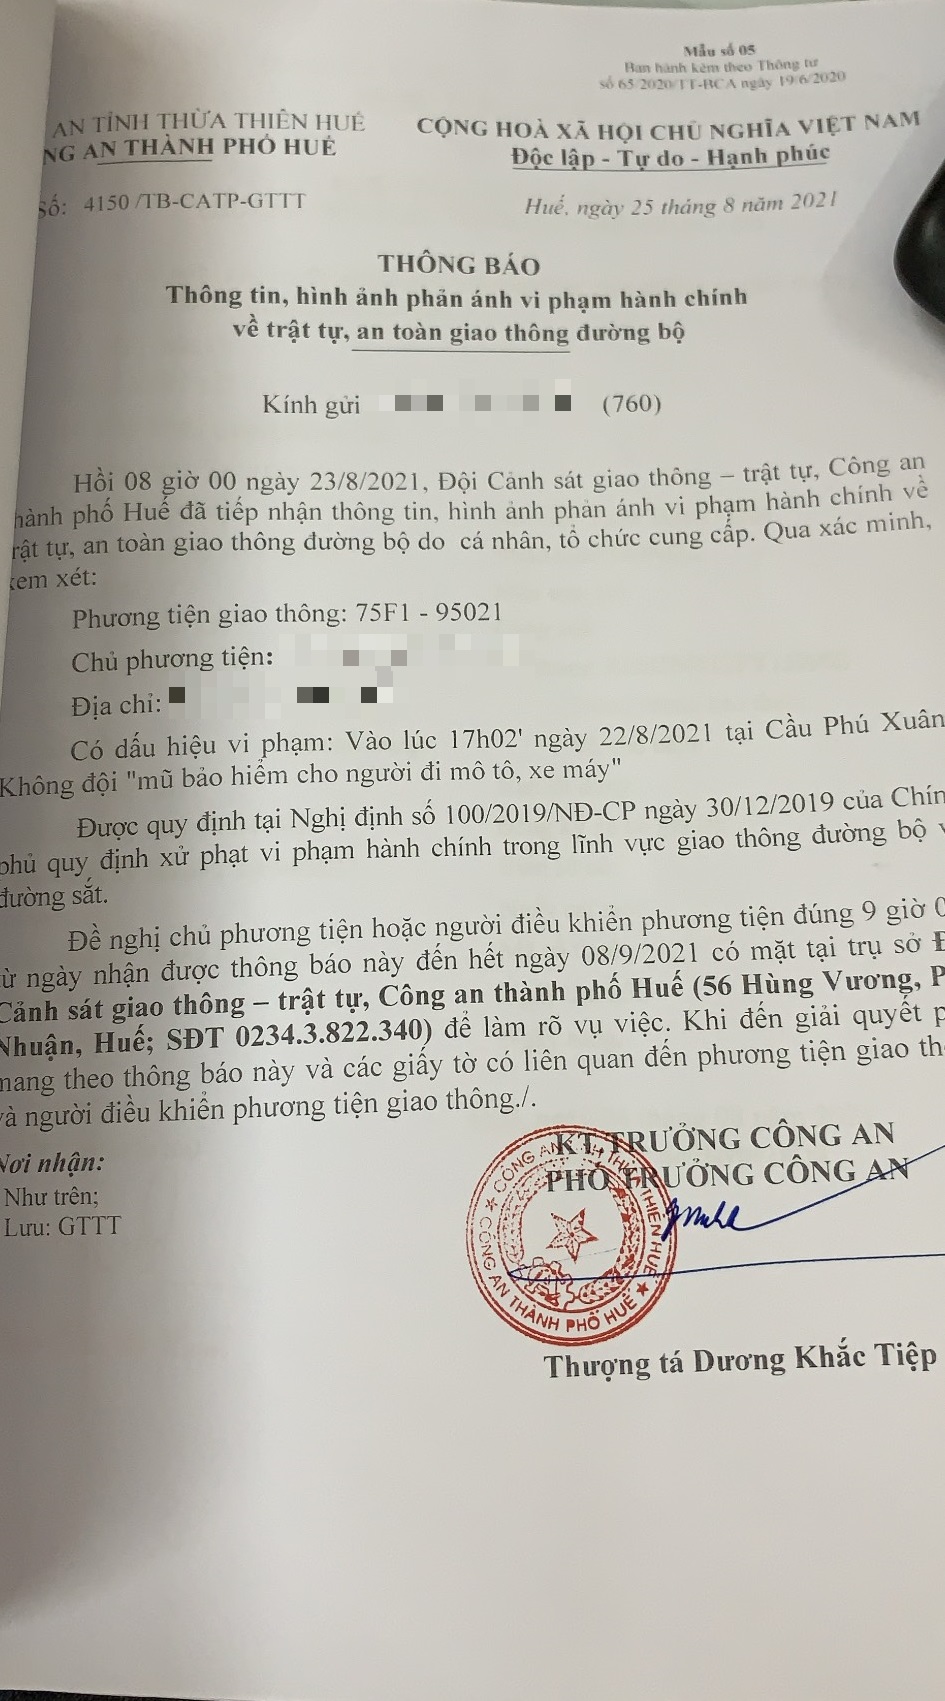 Mẫu số 05
Ban hành kèm theo Thông tư
số 65/2020/TT-BCA ngày 19/6/2020
AN TỈNH THỪA THIÊN HUẾ
NG AN THÀNH PHỐ HUẾ
CỘNG HOÀ XÃ HỘI CHỦ NGHĨA VIỆT NAM
Độc lập - Tự do - Hạnh phúc
Số: 4150 /TB-CATP-GTTT
Huế, ngày 25 tháng 8 năm 2021
THÔNG BÁO
Thông tin, hình ảnh phản ánh vi phạm hành chính
về trật tự, an toàn giao thông đường bộ
Kính gửi (760)
Hồi 08 giờ 00 ngày 23/8/2021, Đội Cảnh sát giao thông – trật tự, Công an
hành phố Huế đã tiếp nhận thông tin, hình ảnh phản ánh vi phạm hành chính về
rật tự, an toàn giao thông đường bộ do cá nhân, tổ chức cung cấp. Qua xác minh,
xem xét:
Phương tiện giao thông: 75F1 - 95021
Chủ phương tiện:
Địa chỉ:
Có dấu hiệu vi phạm: Vào lúc 17h02' ngày 22/8/2021 tại Cầu Phú Xuân
Không đội "mũ bảo hiểm cho người đi mô tô, xe máy"
Được quy định tại Nghị định số 100/2019/NĐ-CP ngày 30/12/2019 của Chín
phủ quy định xử phạt vi phạm hành chính trong lĩnh vực giao thông đường bộ v
đường sắt.
Đề nghị chủ phương tiện hoặc người điều khiển phương tiện đúng 9 giờ 0
ừ ngày nhận được thông báo này đến hết ngày 08/9/2021 có mặt tại trụ sở Đ
Cảnh sát giao thông – trật tự, Công an thành phố Huế (56 Hùng Vương, P
Nhuận, Huế; SĐT 0234.3.822.340) để làm rõ vụ việc. Khi đến giải quyết p
mang theo thông báo này và các giấy tờ có liên quan đến phương tiện giao th
và người điều khiển phương tiện giao thông./.
Nơi nhận:
Như trên;
Lưu: GTTT
KT.TRƯỞNG CÔNG AN
PHÓ TRƯỞNG CÔNG AN
CÔNG AN TỈNH THỪA THIÊN HUẾ
CÔNG AN THÀNH PHỐ HUẾ
Thượng tá Dương Khắc Tiệp